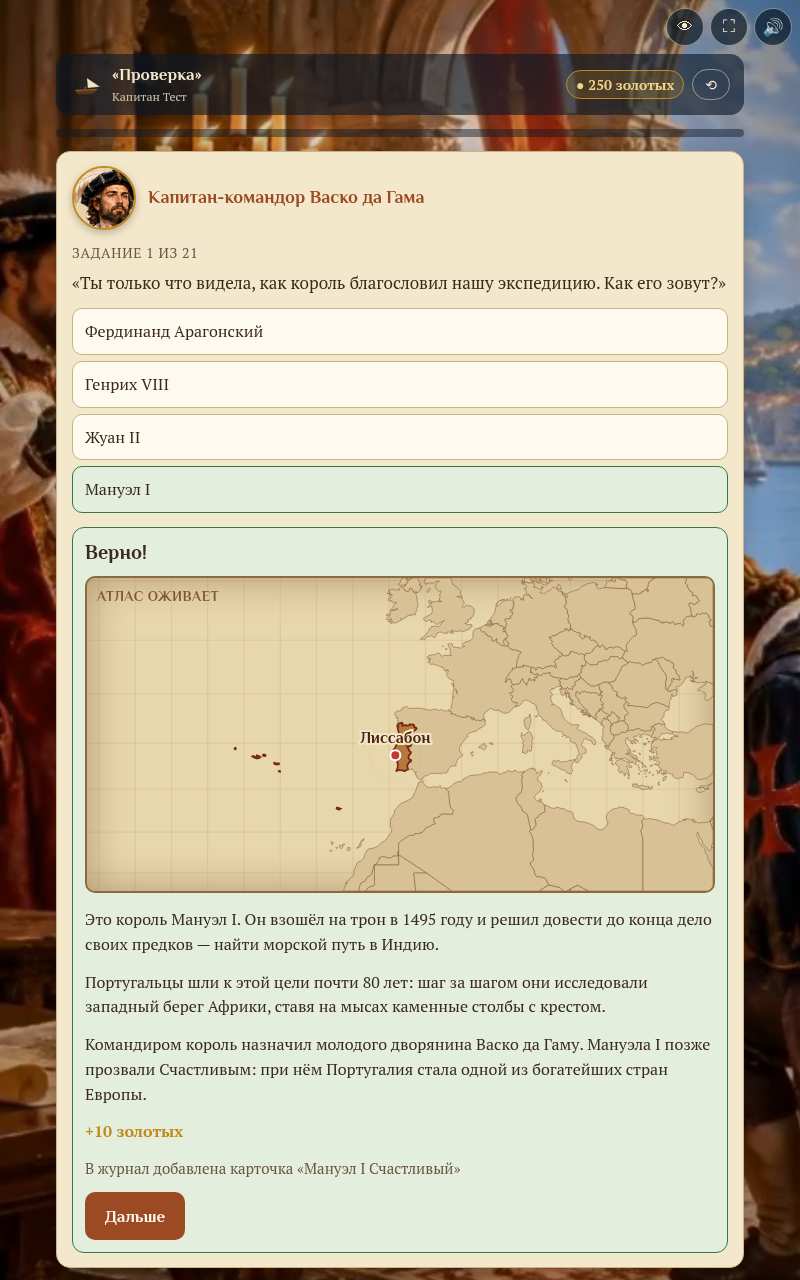 «Проверка»
Капитан Тест
● 250 золотых
Капитан-командор Васко да Гама
ЗАДАНИЕ 1 ИЗ 21
«Ты только что видела, как король благословил нашу экспедицию. Как его зовут?»
Фердинанд Арагонский
Генрих VIII
Жуан II
Мануэл I
Верно!
АТЛАС ОЖИВАЕТ
Лиссабон
Это король Мануэл I. Он взошёл на трон в 1495 году и решил довести до конца дело
своих предков — найти морской путь в Индию.
Португальцы шли к этой цели почти 80 лет: шаг за шагом они исследовали
западный берег Африки, ставя на мысах каменные столбы с крестом.
Командиром король назначил молодого дворянина Васко да Гаму. Мануэла I позже
прозвали Счастливым: при нём Португалия стала одной из богатейших стран
Европы.
+10 золотых
В журнал добавлена карточка «Мануэл I Счастливый»
Дальше